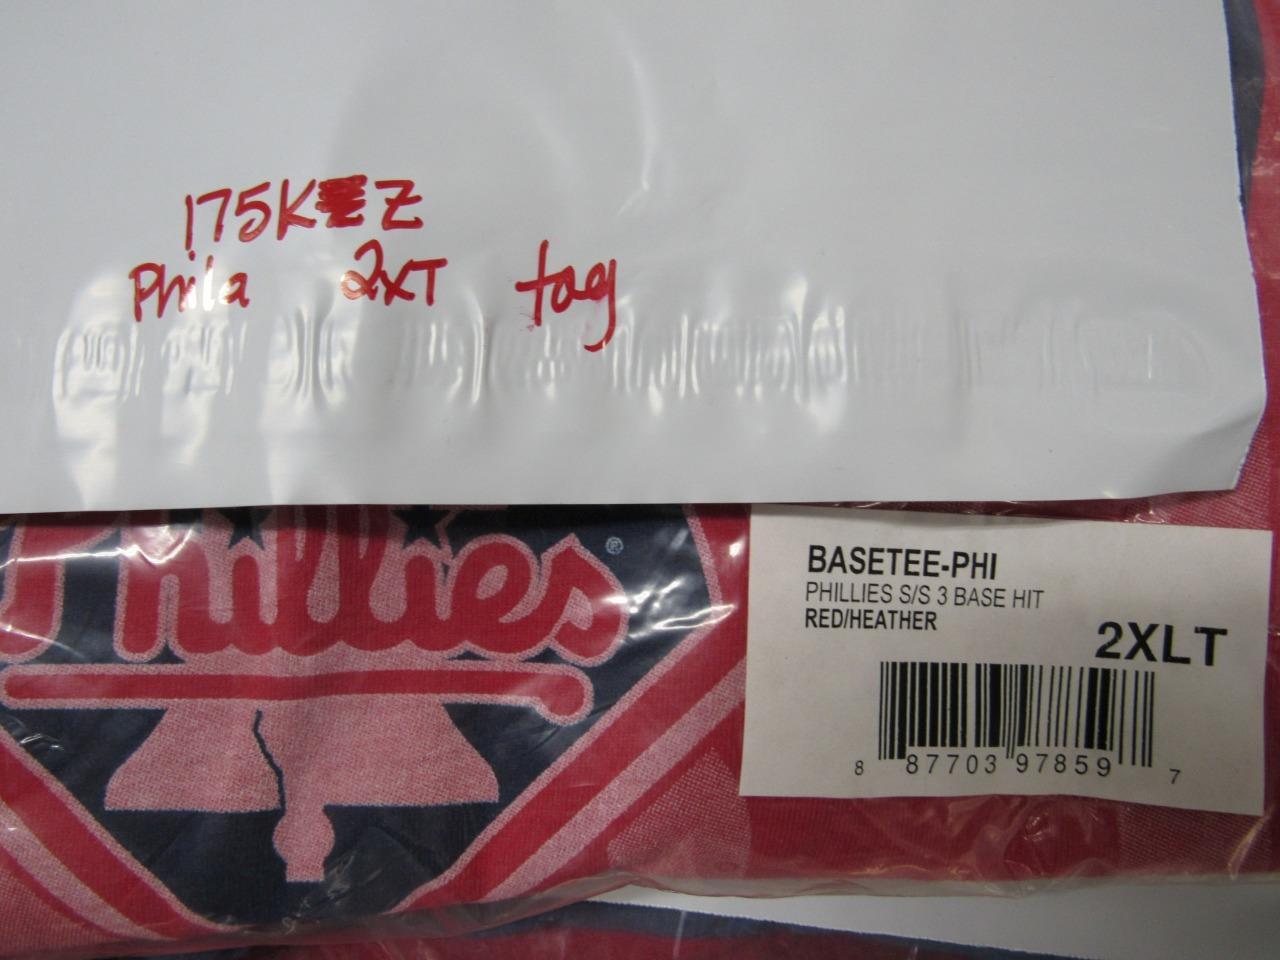 175K Z
Phila 2XT tag
Phillies®
BASETEE-PHI
PHILLIES S/S 3 BASE HIT
RED/HEATHER
2XLT
8 87703 97859 7